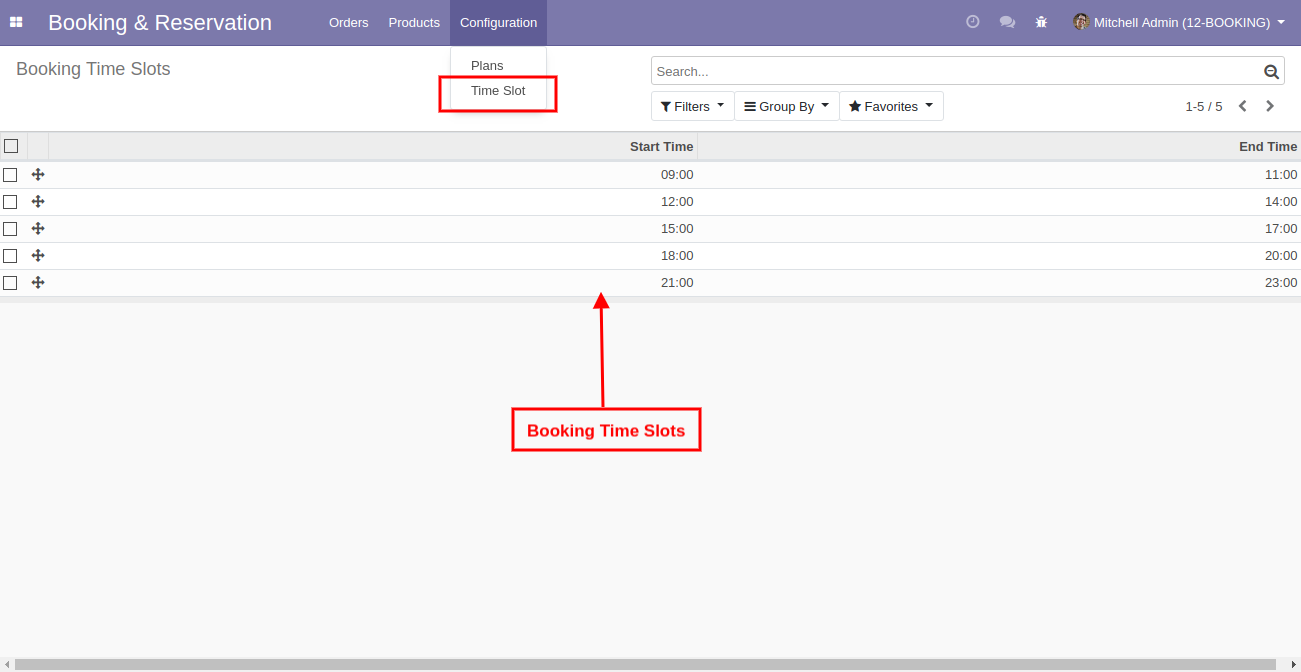 Booking & Reservation Orders Products Configuration Mitchell Admin (12-BOOKING)
Booking Time Slots
Plans
Time Slot
Search...
Filters Group By Favorites 1-5 / 5
Start Time End Time
09:00 11:00
12:00 14:00
15:00 17:00
18:00 20:00
21:00 23:00
Booking Time Slots